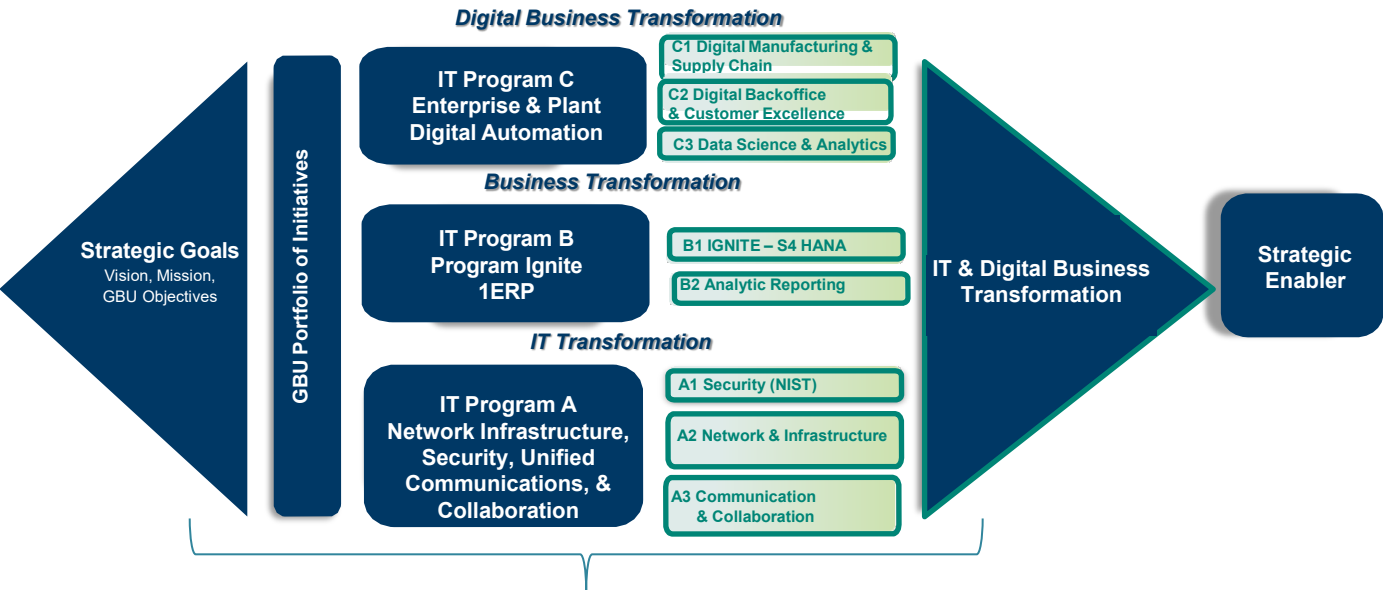 Digital Business Transformation
IT Program C
Enterprise & Plant
Digital Automation
C1 Digital Manufacturing &
Supply Chain
C2 Digital Backoffice
& Customer Excellence
C3 Data Science & Analytics
Business Transformation
Strategic Goals
Vision, Mission,
GBU Objectives
GBU Portfolio of Initiatives
IT Program B
Program Ignite
1ERP
B1 IGNITE – S4 HANA
B2 Analytic Reporting
IT & Digital Business
Transformation
Strategic
Enabler
IT Transformation
IT Program A
Network Infrastructure,
Security, Unified
Communications, &
Collaboration
A1 Security (NIST)
A2 Network & Infrastructure
A3 Communication
& Collaboration